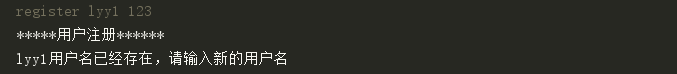 register lyy1 123
*****用户注册******
lyy1用户名已经存在，请输入新的用户名